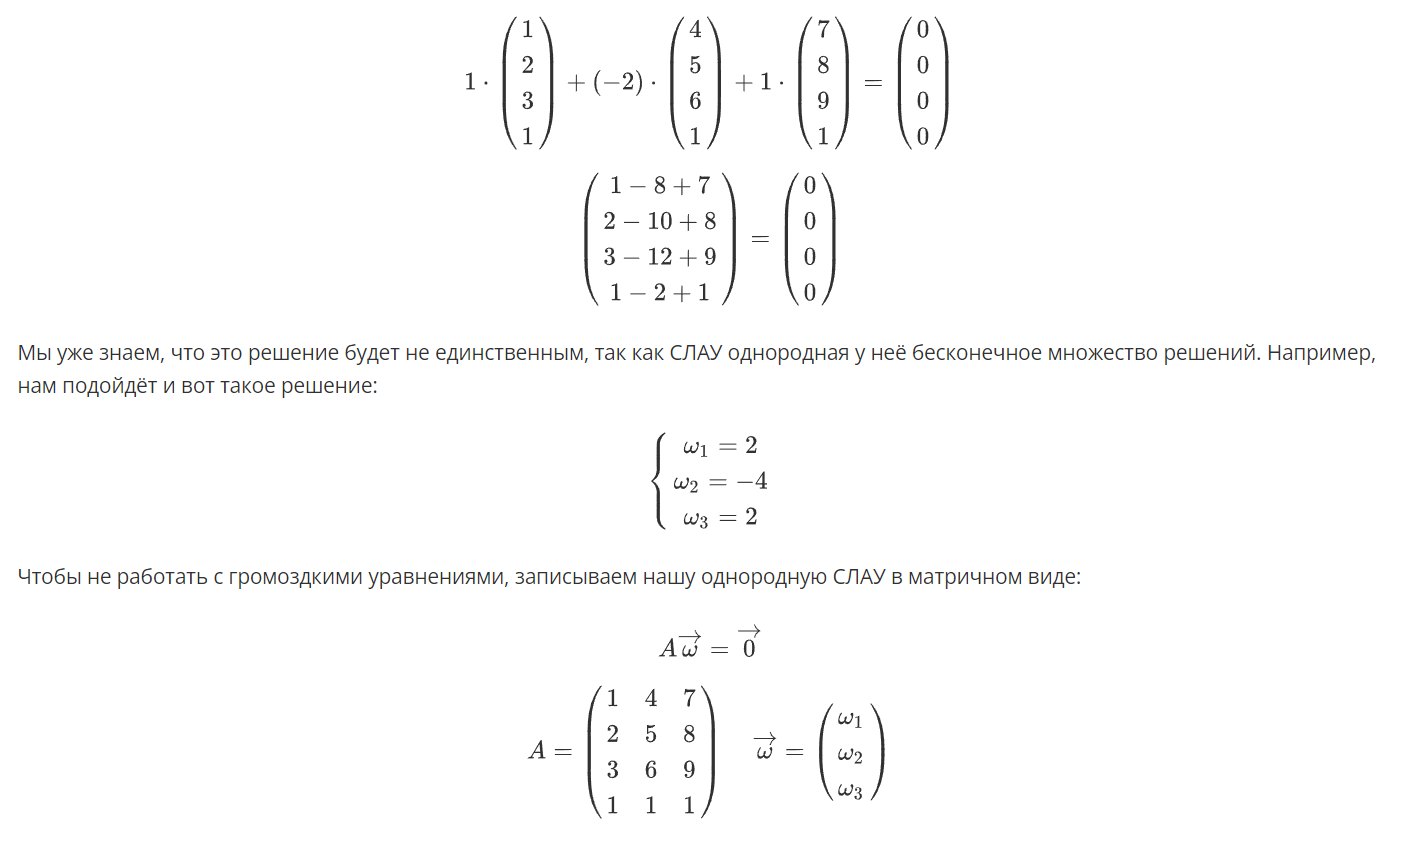 1 · (1 2 3 1) + (−2) · (4 5 6 1) + 1 · (7 8 9 1) = (0 0 0 0)
(1 − 8 + 7
2 − 10 + 8
3 − 12 + 9
1 − 2 + 1) = (0 0 0 0)
Мы уже знаем, что это решение будет не единственным, так как СЛАУ однородная у неё бесконечное множество решений. Например,
нам подойдёт и вот такое решение:
{ ω₁ = 2
ω₂ = −4
ω₃ = 2
Чтобы не работать с громоздкими уравнениями, записываем нашу однородную СЛАУ в матричном виде:
Aω⃗ = 0⃗
A = (1 4 7
2 5 8
3 6 9
1 1 1) ω⃗ = (ω₁ ω₂ ω₃)